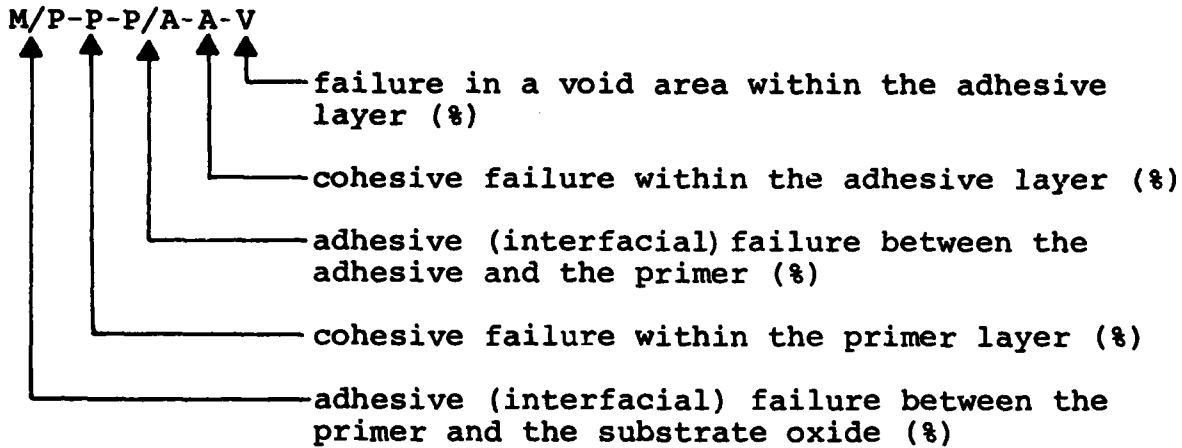 M/P-P-P/A-A-V
failure in a void area within the adhesive
layer (%)
cohesive failure within the adhesive layer (%)
adhesive (interfacial) failure between the
adhesive and the primer (%)
cohesive failure within the primer layer (%)
adhesive (interfacial) failure between the
primer and the substrate oxide (%)